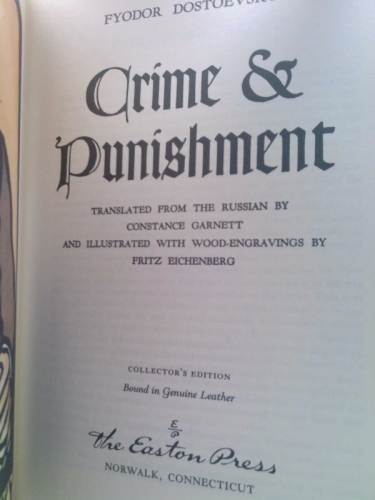 FYODOR
Crime &
Punishment
TRANSLATED FROM THE RUSSIAN BY
CONSTANCE GARNETT
AND ILLUSTRATED WITH WOOD-ENGRAVINGS BY
FRITZ EICHENBERG
COLLECTOR'S EDITION
Bound in Genuine Leather
E
P
the Easton Press
NORWALK, CONNECTICUT